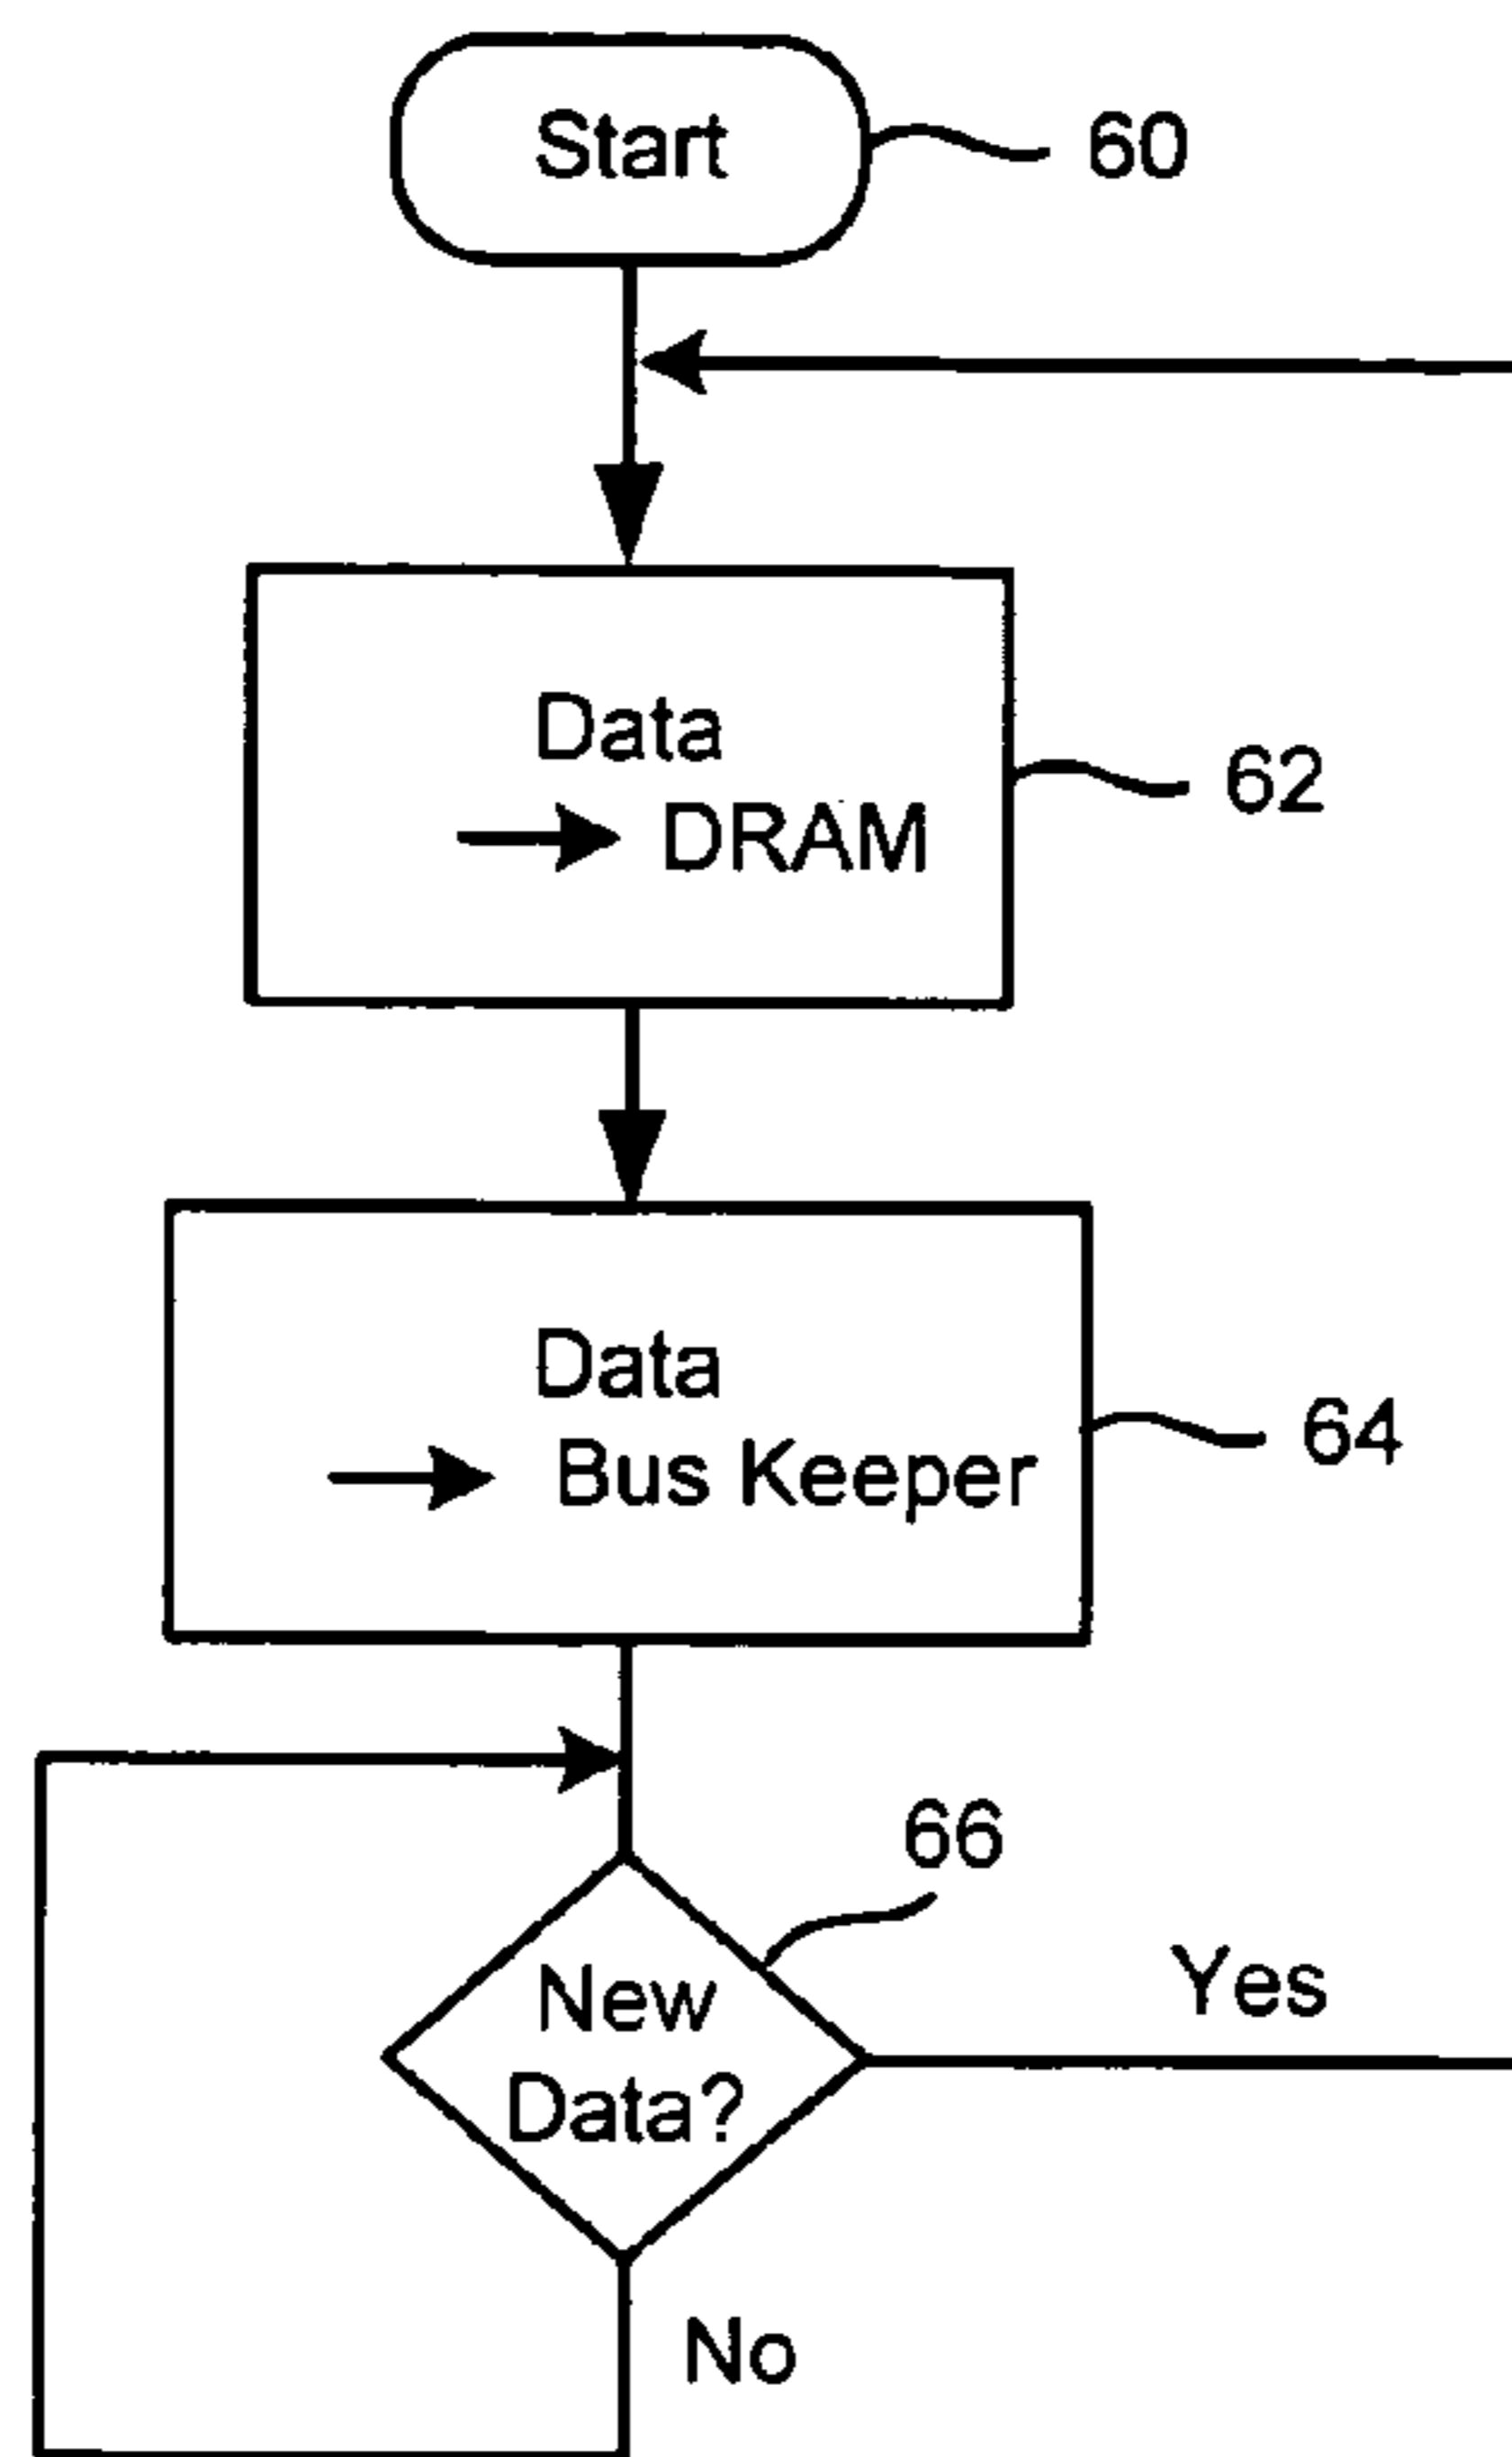 Start
60
Data
DRAM
62
Data
Bus Keeper
64
66
New
Data?
Yes
No